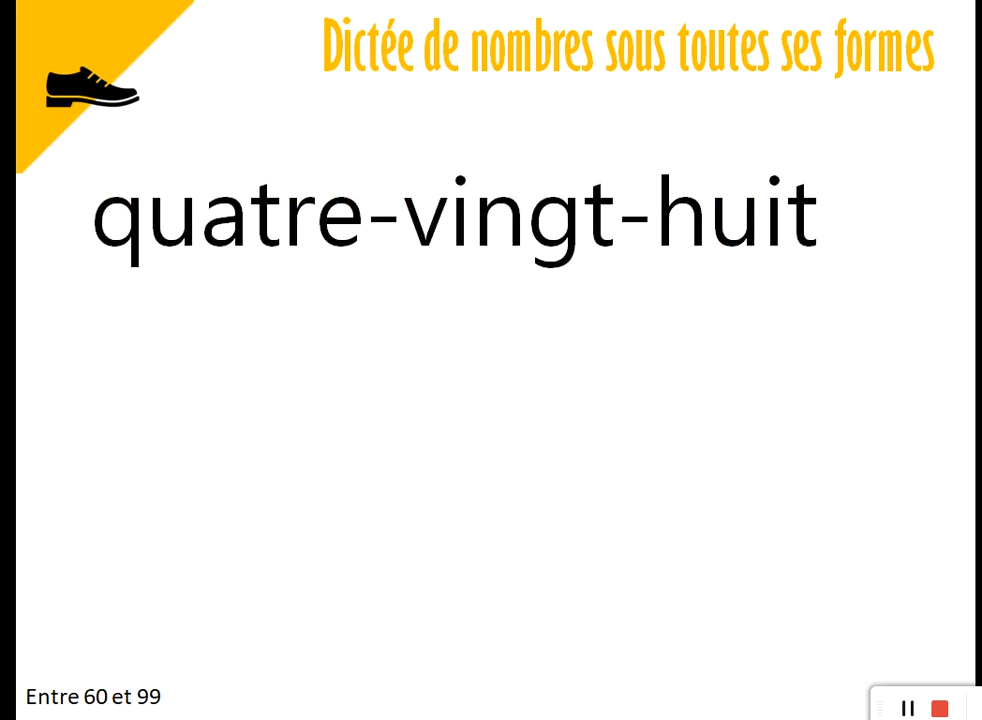 Dictée de nombres sous toutes ses formes
quatre-vingt-huit
Entre 60 et 99